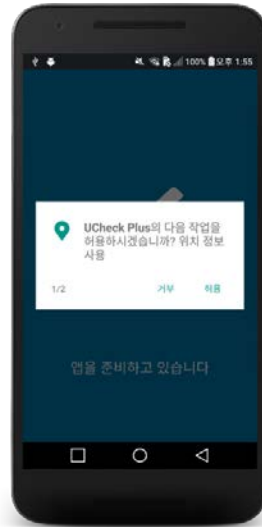 100% 오후 1:55
UCheck Plus의 다음 작업을
허용하시겠습니까? 위치 정보
사용
1/2 거부 허용
앱을 준비하고 있습니다